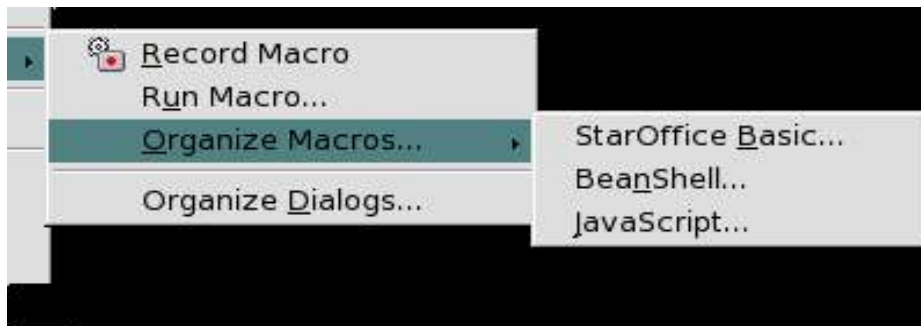 Record Macro
Run Macro...
Organize Macros...
Organize Dialogs...
StarOffice Basic...
BeanShell...
JavaScript...